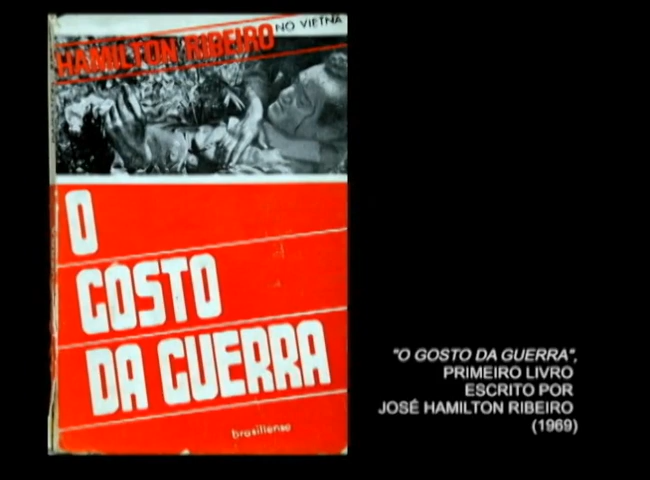 HAMILTON RIBEIRO NO VIETNÃ
O
GOSTO
DA GUERRA
brasiliense
"O GOSTO DA GUERRA",
PRIMEIRO LIVRO
ESCRITO POR
JOSÉ HAMILTON RIBEIRO
(1969)